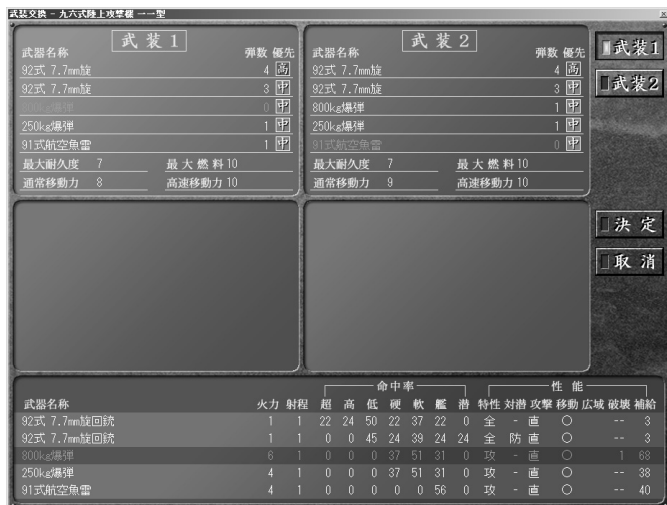 武装交換 - 九六式陸上攻撃機 一一型
武 装 1
武器名称 弾数 優先
92式 7.7mm旋 4 高
92式 7.7mm旋 3 中
800kg爆弾 0 中
250kg爆弾 1 中
91式航空魚雷 1 中
最大耐久度 7 最 大 燃 料 10
通常移動力 8 高速移動力 10
武 装 2
武器名称 弾数 優先
92式 7.7mm旋 4 高
92式 7.7mm旋 3 中
800kg爆弾 1 中
250kg爆弾 1 中
91式航空魚雷 0 中
最大耐久度 7 最 大 燃 料 10
通常移動力 9 高速移動力 10
武装1
武装2
決 定
取 消
命 中 率 性 能
武器名称 火力 射程 超 高 低 硬 軟 艦 潜 特性 対潜 攻撃 移動 広域 破壊 補給
92式 7.7mm旋回銃 1 1 22 24 50 22 37 22 0 全 - 直 ○ -- 3
92式 7.7mm旋回銃 1 1 0 0 45 24 39 24 24 全 防 直 ○ -- 3
800kg爆弾 6 1 0 0 0 37 51 31 0 攻 - 直 ○ 1 68
250kg爆弾 4 1 0 0 0 37 51 31 0 攻 - 直 ○ -- 38
91式航空魚雷 4 1 0 0 0 0 0 56 0 攻 - 直 ○ -- 40